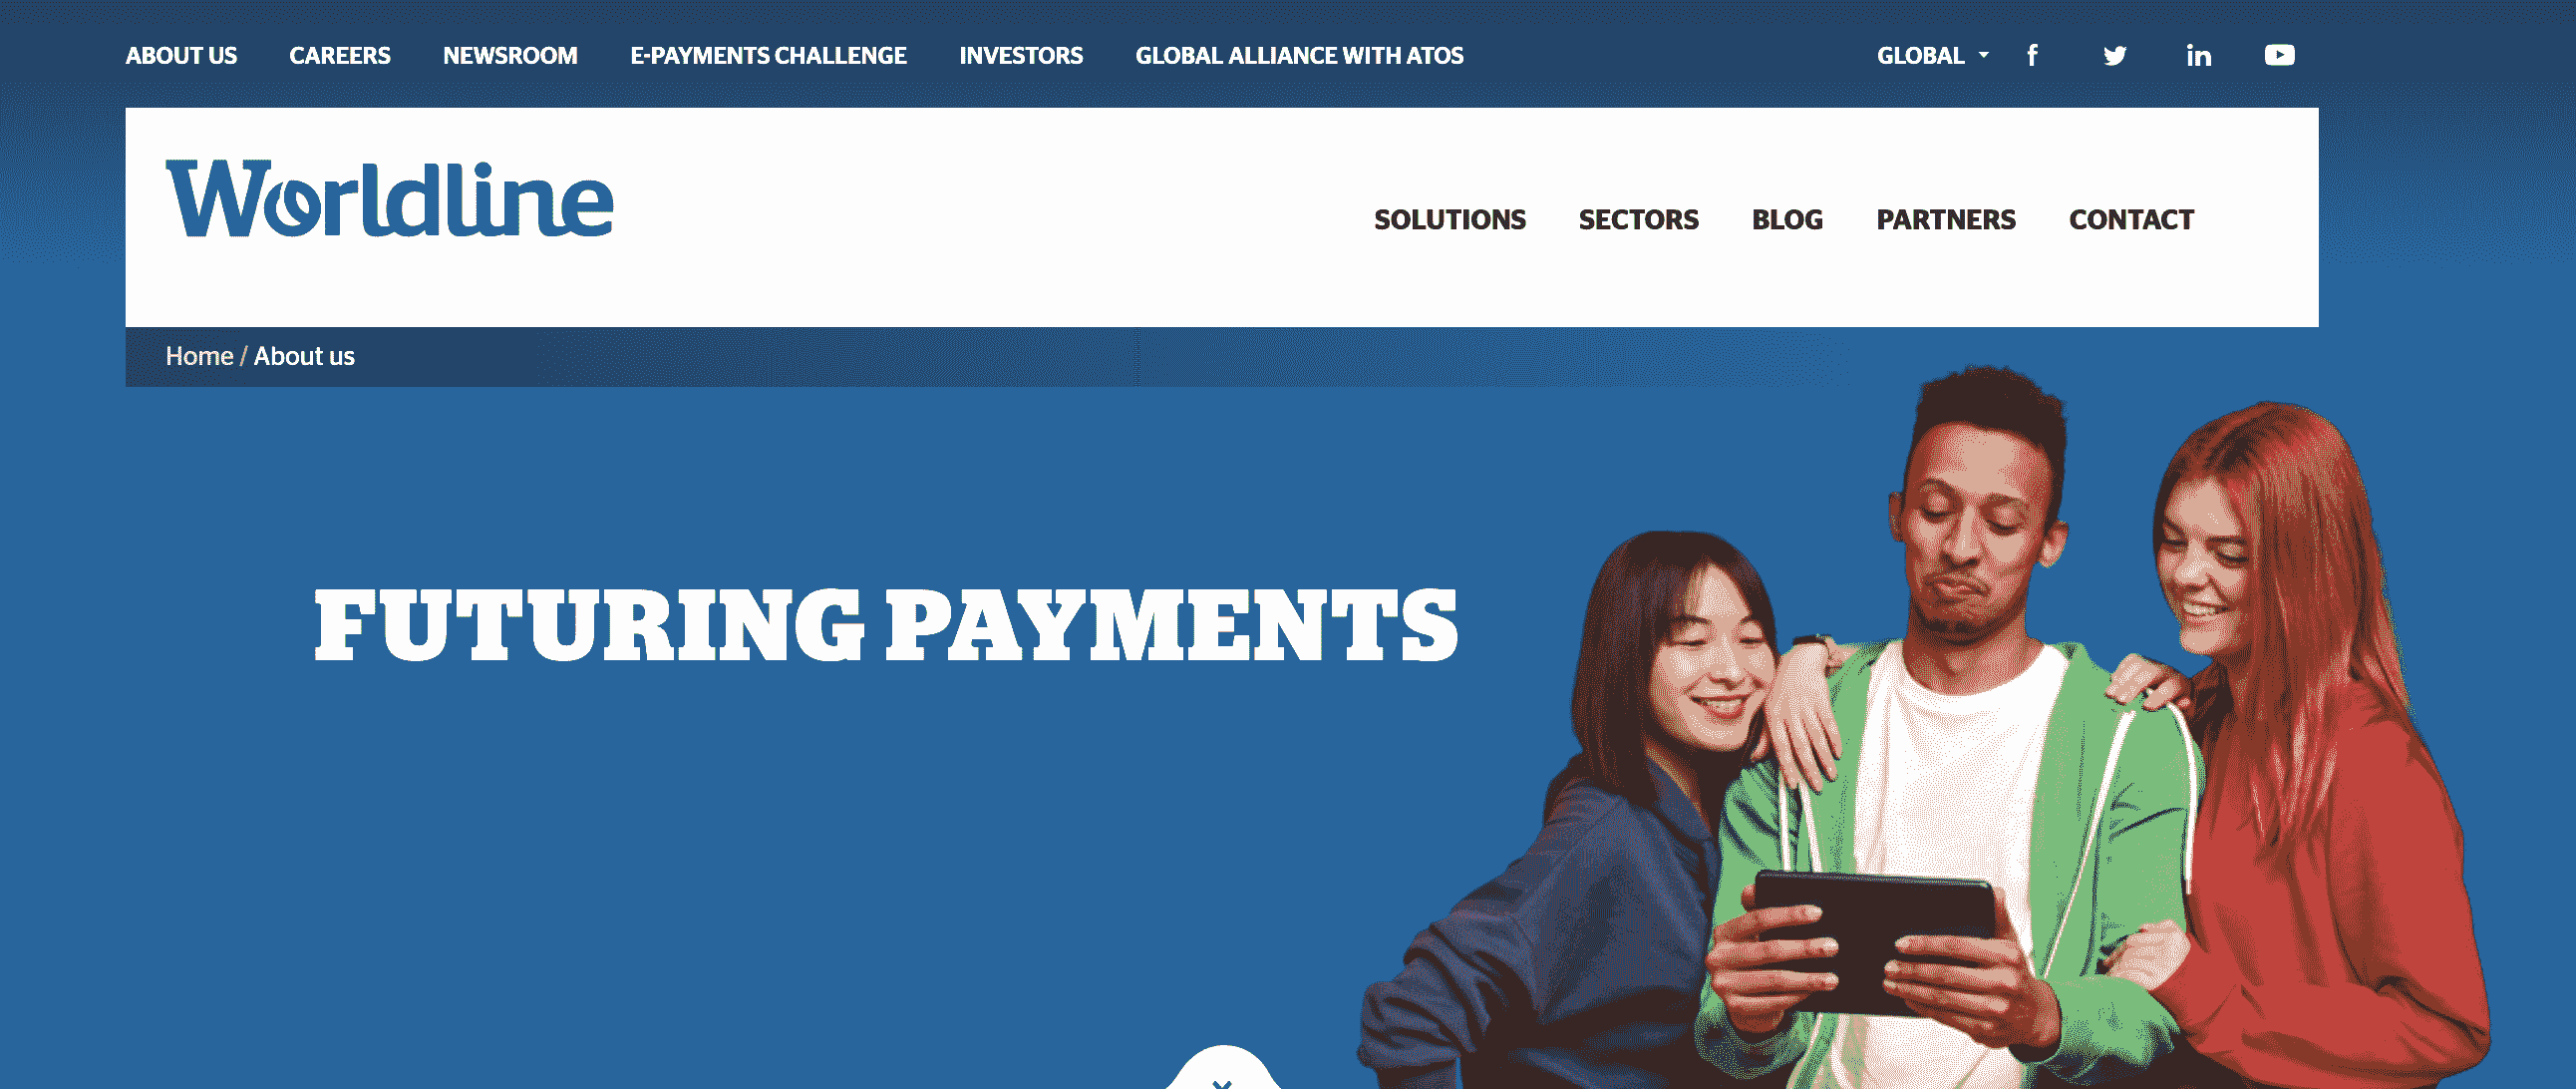 ABOUT US CAREERS NEWSROOM E-PAYMENTS CHALLENGE INVESTORS GLOBAL ALLIANCE WITH ATOS GLOBAL
Worldline
SOLUTIONS SECTORS BLOG PARTNERS CONTACT
Home / About us
FUTURING PAYMENTS